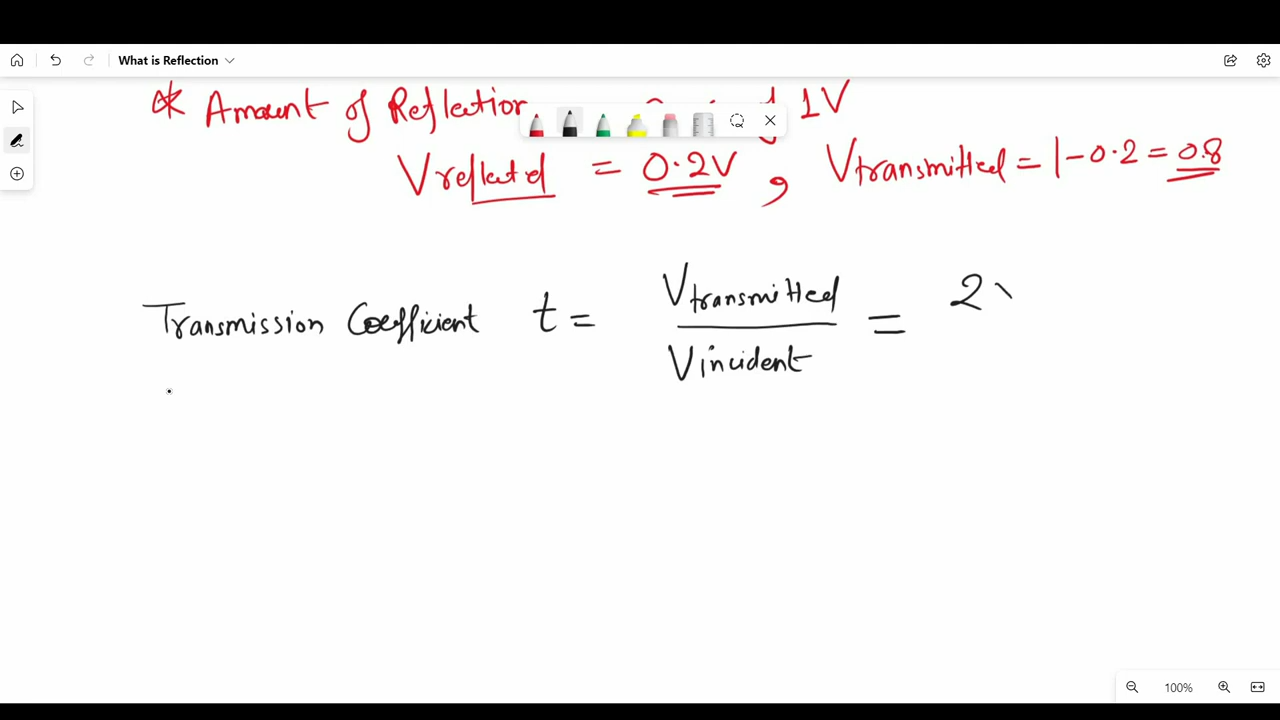 What is Reflection
* Amount of Reflection 1V
Vreflected = 0.2V , Vtransmitted = 1-0.2 = 0.8
Transmission Coefficient t = Vtransmitted / Vincident = 2
100%